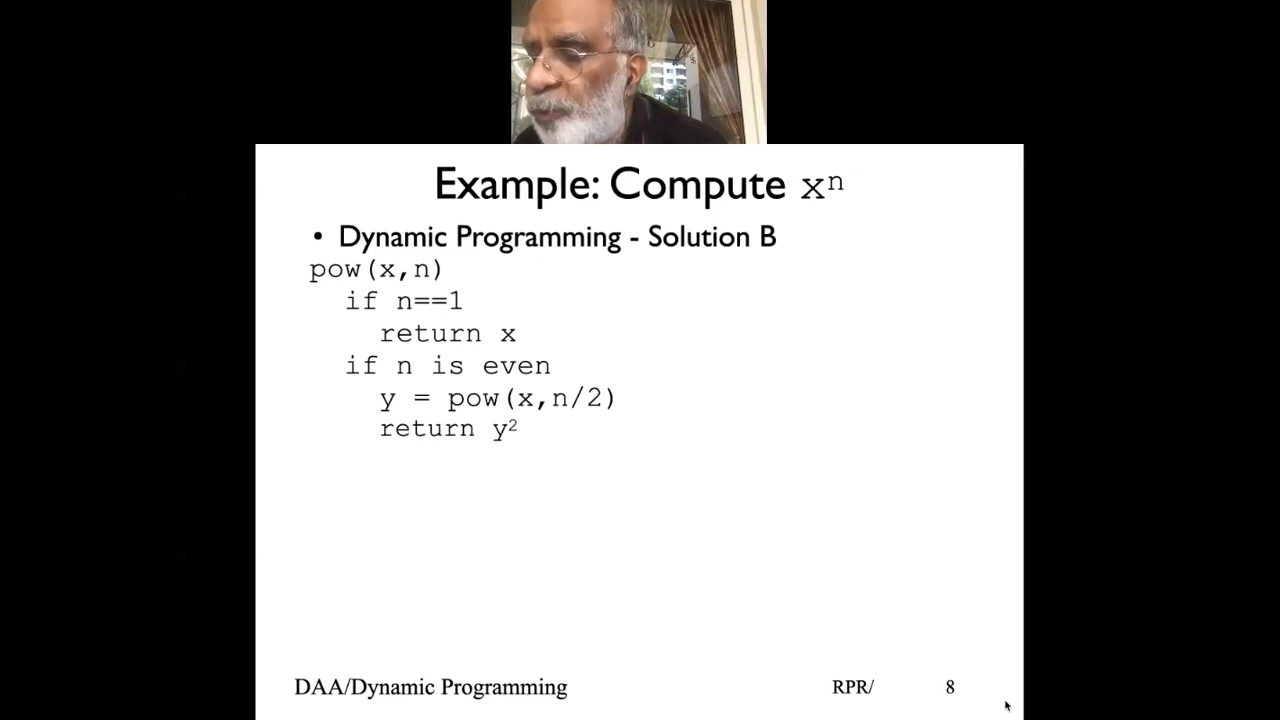 Example: Compute xⁿ
• Dynamic Programming - Solution B
pow(x,n)
if n==1
return x
if n is even
y = pow(x,n/2)
return y²
DAA/Dynamic Programming RPR/ 8